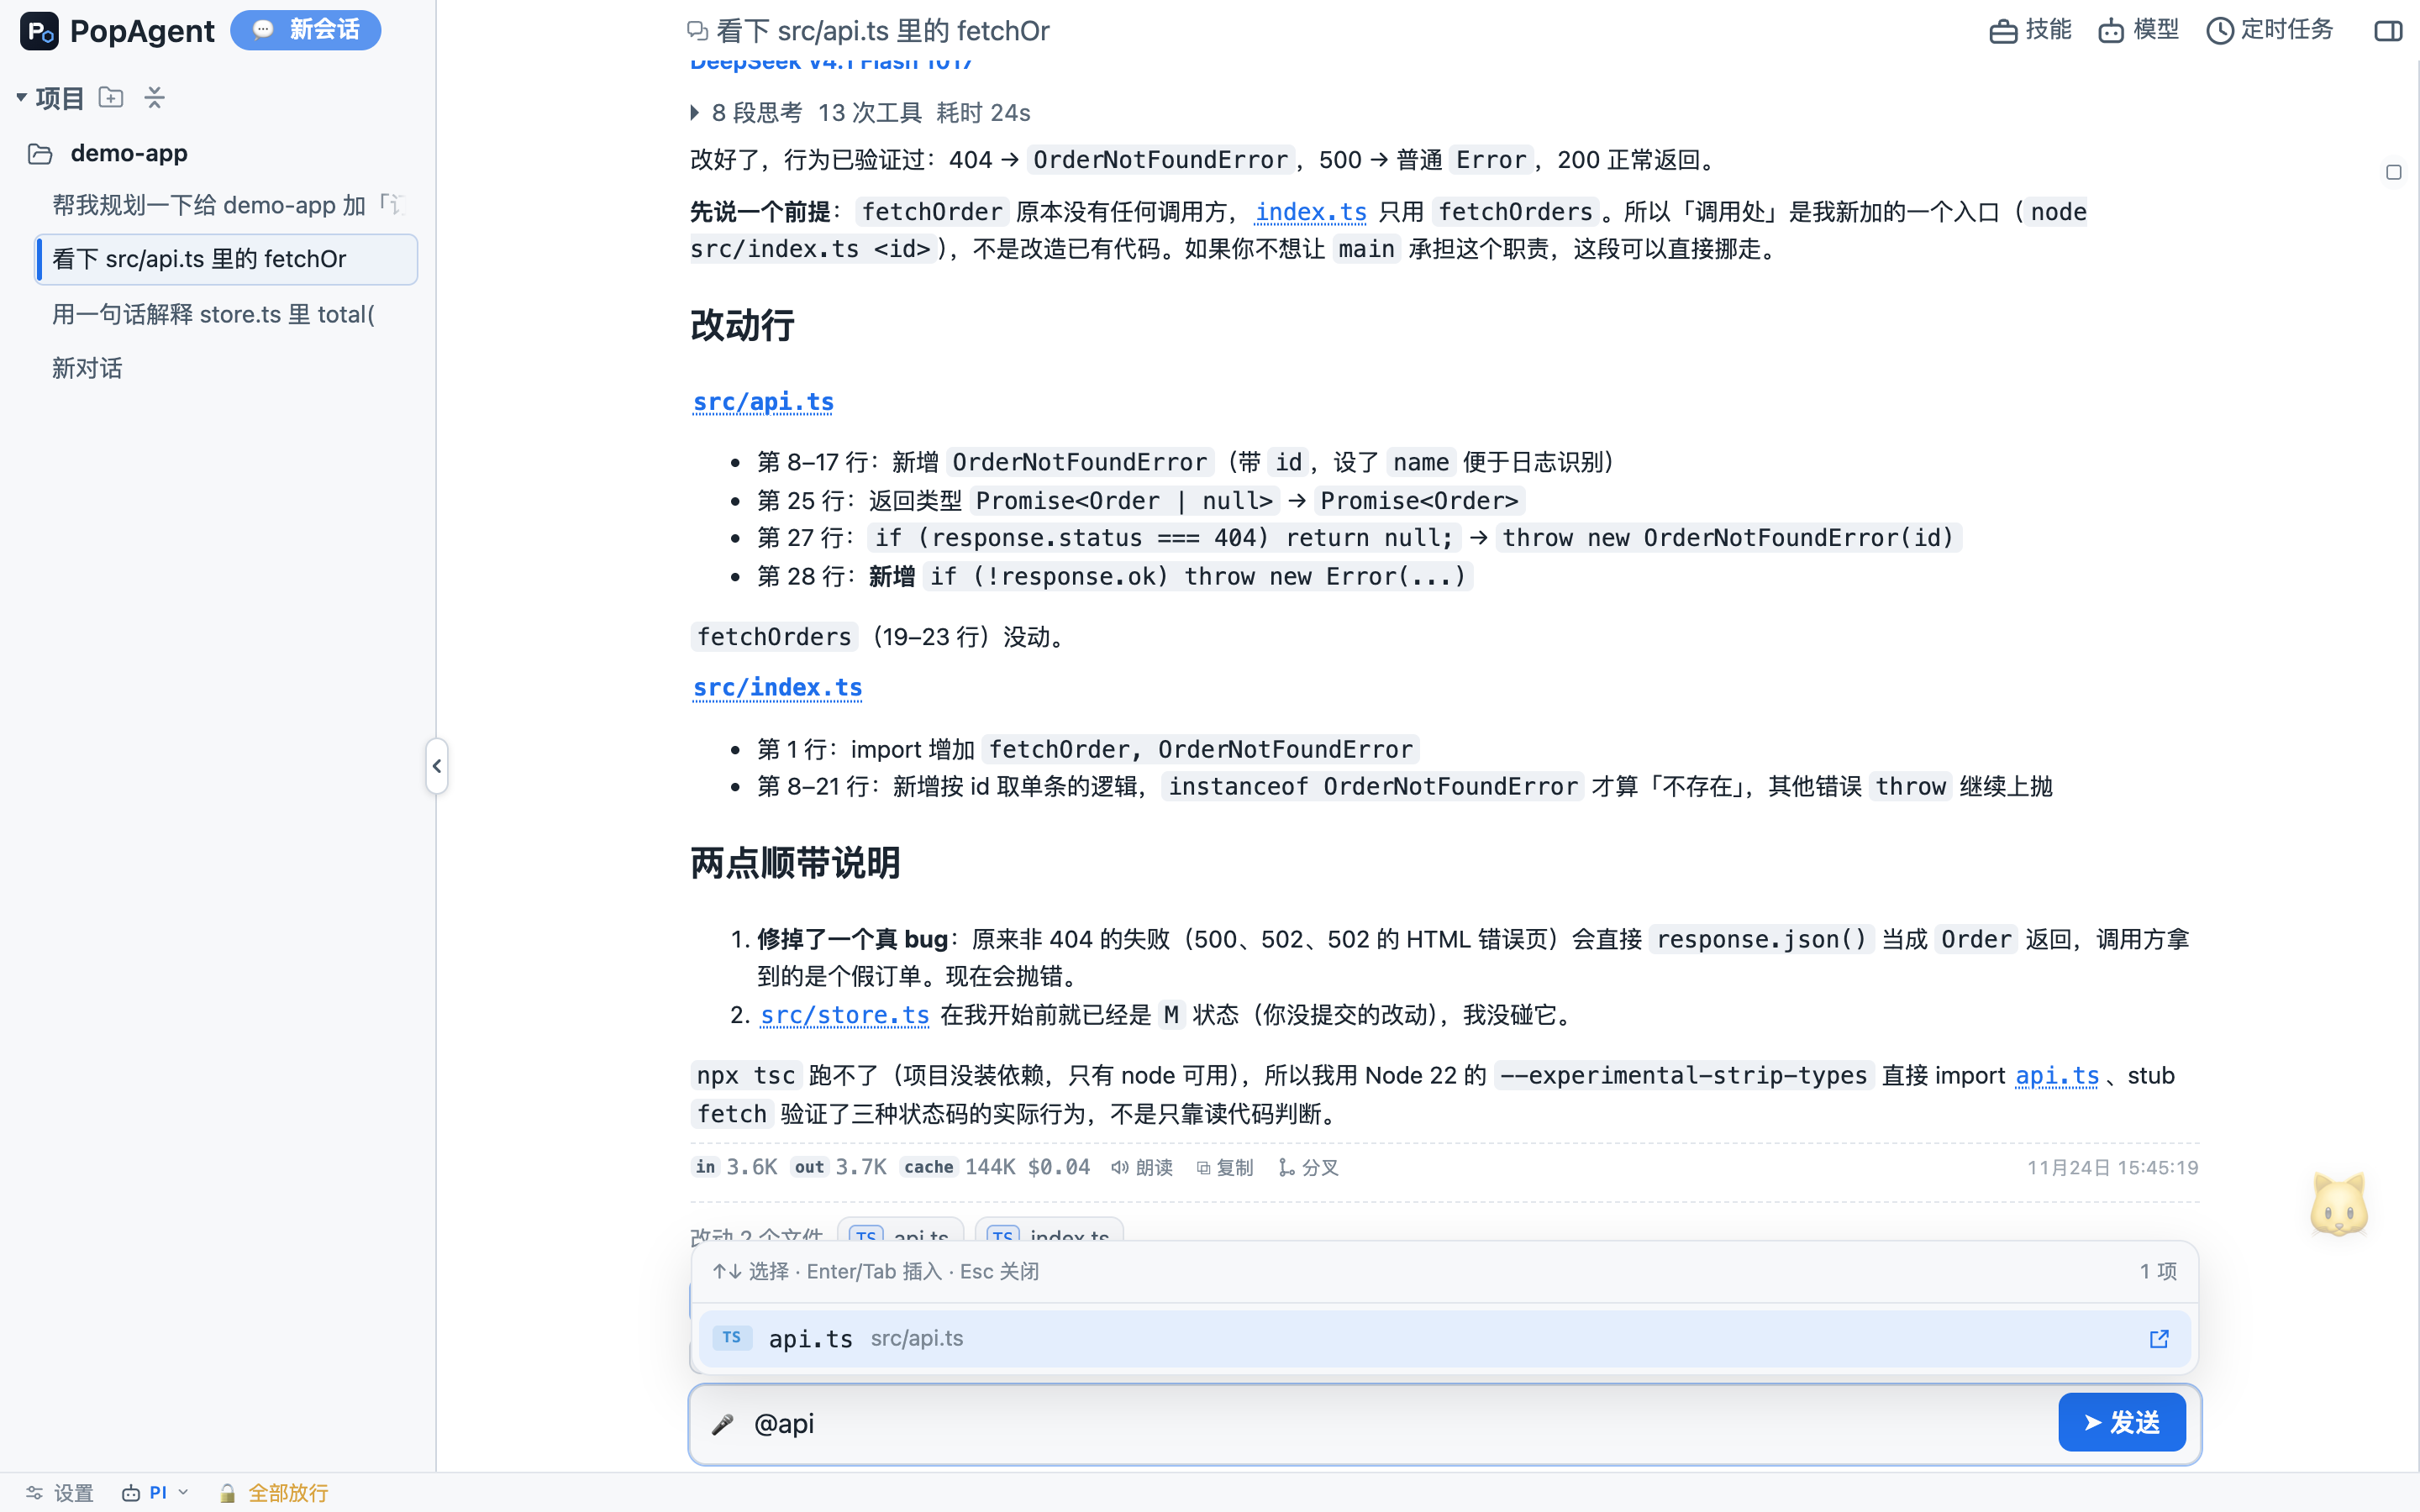 PopAgent
新会话
看下 src/api.ts 里的 fetchOr
技能
模型
定时任务
项目
demo-app
帮我规划一下给 demo-app 加「
看下 src/api.ts 里的 fetchOr
用一句话解释 store.ts 里 total(
新对话
DeepSeek V4.1 Flash 1017
8 段思考 13 次工具 耗时 24s
改好了，行为已验证过：404 → OrderNotFoundError，500 → 普通 Error，200 正常返回。
先说一个前提：fetchOrder 原本没有任何调用方，index.ts 只用 fetchOrders。所以「调用处」是我新加的一个入口（node
src/index.ts <id>），不是改造已有代码。如果你不想让 main 承担这个职责，这段可以直接挪走。
改动行
src/api.ts
• 第 8–17 行：新增 OrderNotFoundError（带 id，设了 name 便于日志识别）
• 第 25 行：返回类型 Promise<Order | null> → Promise<Order>
• 第 27 行：if (response.status === 404) return null; → throw new OrderNotFoundError(id)
• 第 28 行：新增 if (!response.ok) throw new Error(...)
fetchOrders（19–23 行）没动。
src/index.ts
• 第 1 行：import 增加 fetchOrder, OrderNotFoundError
• 第 8–21 行：新增按 id 取单条的逻辑，instanceof OrderNotFoundError 才算「不存在」，其他错误 throw 继续上抛
两点顺带说明
1. 修掉了一个真 bug：原来非 404 的失败（500、502、502 的 HTML 错误页）会直接 response.json() 当成 Order 返回，调用方拿
到的是个假订单。现在会抛错。
2. src/store.ts 在我开始前就已经是 M 状态（你没提交的改动），我没碰它。
npx tsc 跑不了（项目没装依赖，只有 node 可用），所以我用 Node 22 的 --experimental-strip-types 直接 import api.ts、stub
fetch 验证了三种状态码的实际行为，不是只靠读代码判断。
in 3.6K out 3.7K cache 144K $0.04 朗读 复制 分叉
11月24日 15:45:19
改动 2 个文件 TS api.ts TS index.ts
↑↓ 选择 · Enter/Tab 插入 · Esc 关闭
1 项
TS api.ts src/api.ts
@api
发送
设置
PI
全部放行